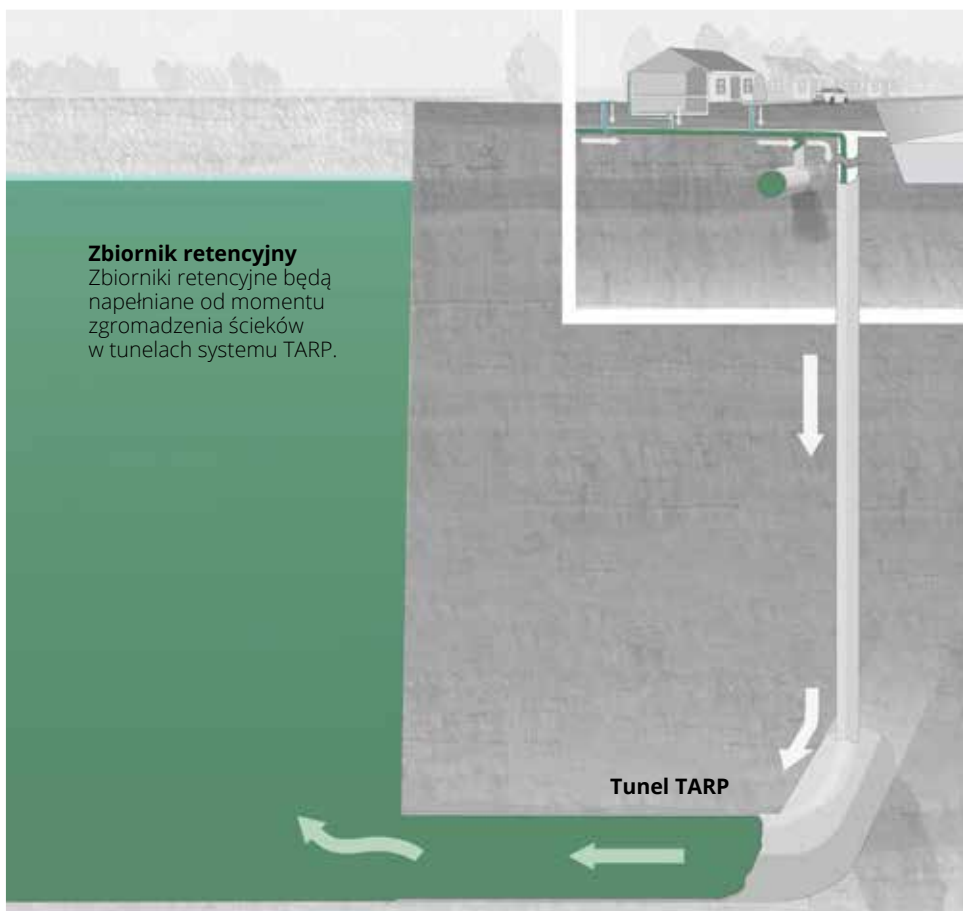 Zbiornik retencyjny
Zbiorniki retencyjne będą
napełniane od momentu
zgromadzenia ścieków
w tunelach systemu TARP.
Tunel TARP